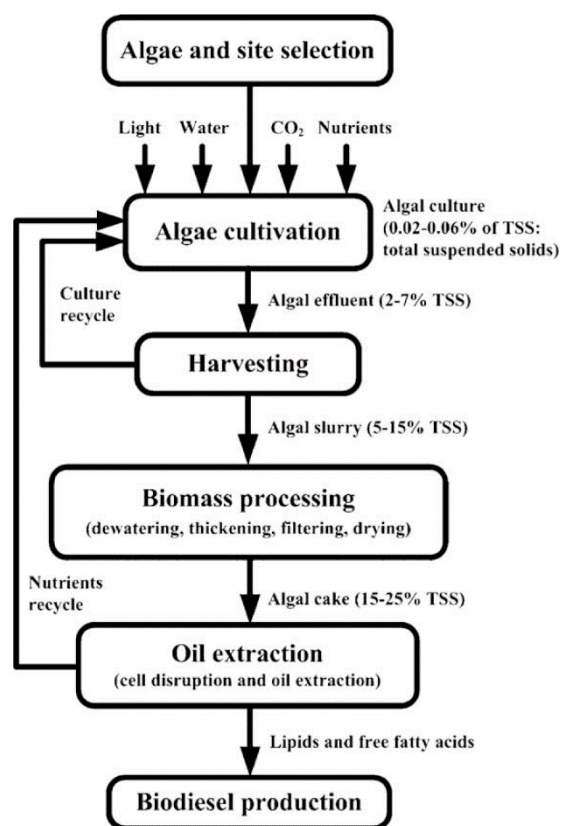 Algae and site selection
Light Water CO₂ Nutrients
Algae cultivation
Algal culture
(0.02-0.06% of TSS:
total suspended solids)
Algal effluent (2-7% TSS)
Culture
recycle
Harvesting
Algal slurry (5-15% TSS)
Biomass processing
(dewatering, thickening, filtering, drying)
Nutrients
recycle
Algal cake (15-25% TSS)
Oil extraction
(cell disruption and oil extraction)
Lipids and free fatty acids
Biodiesel production